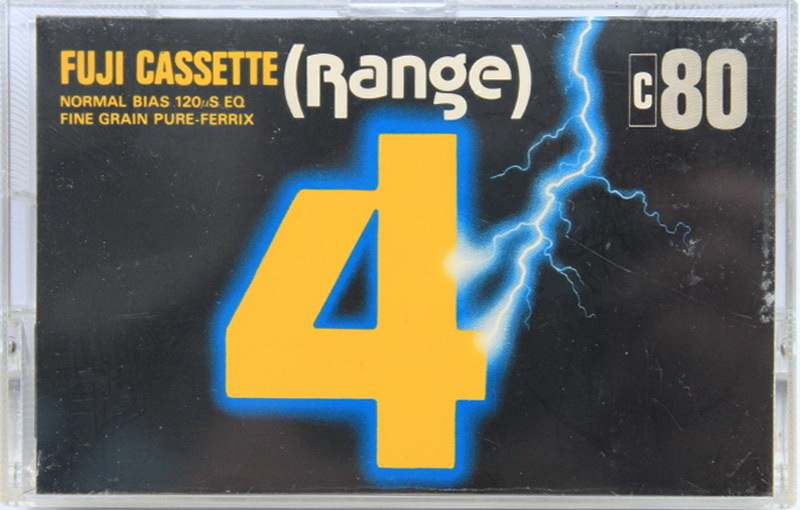 FUJI CASSETTE (Range)
NORMAL BIAS 120μS EQ
FINE GRAIN PURE-FERRIX
C80
4